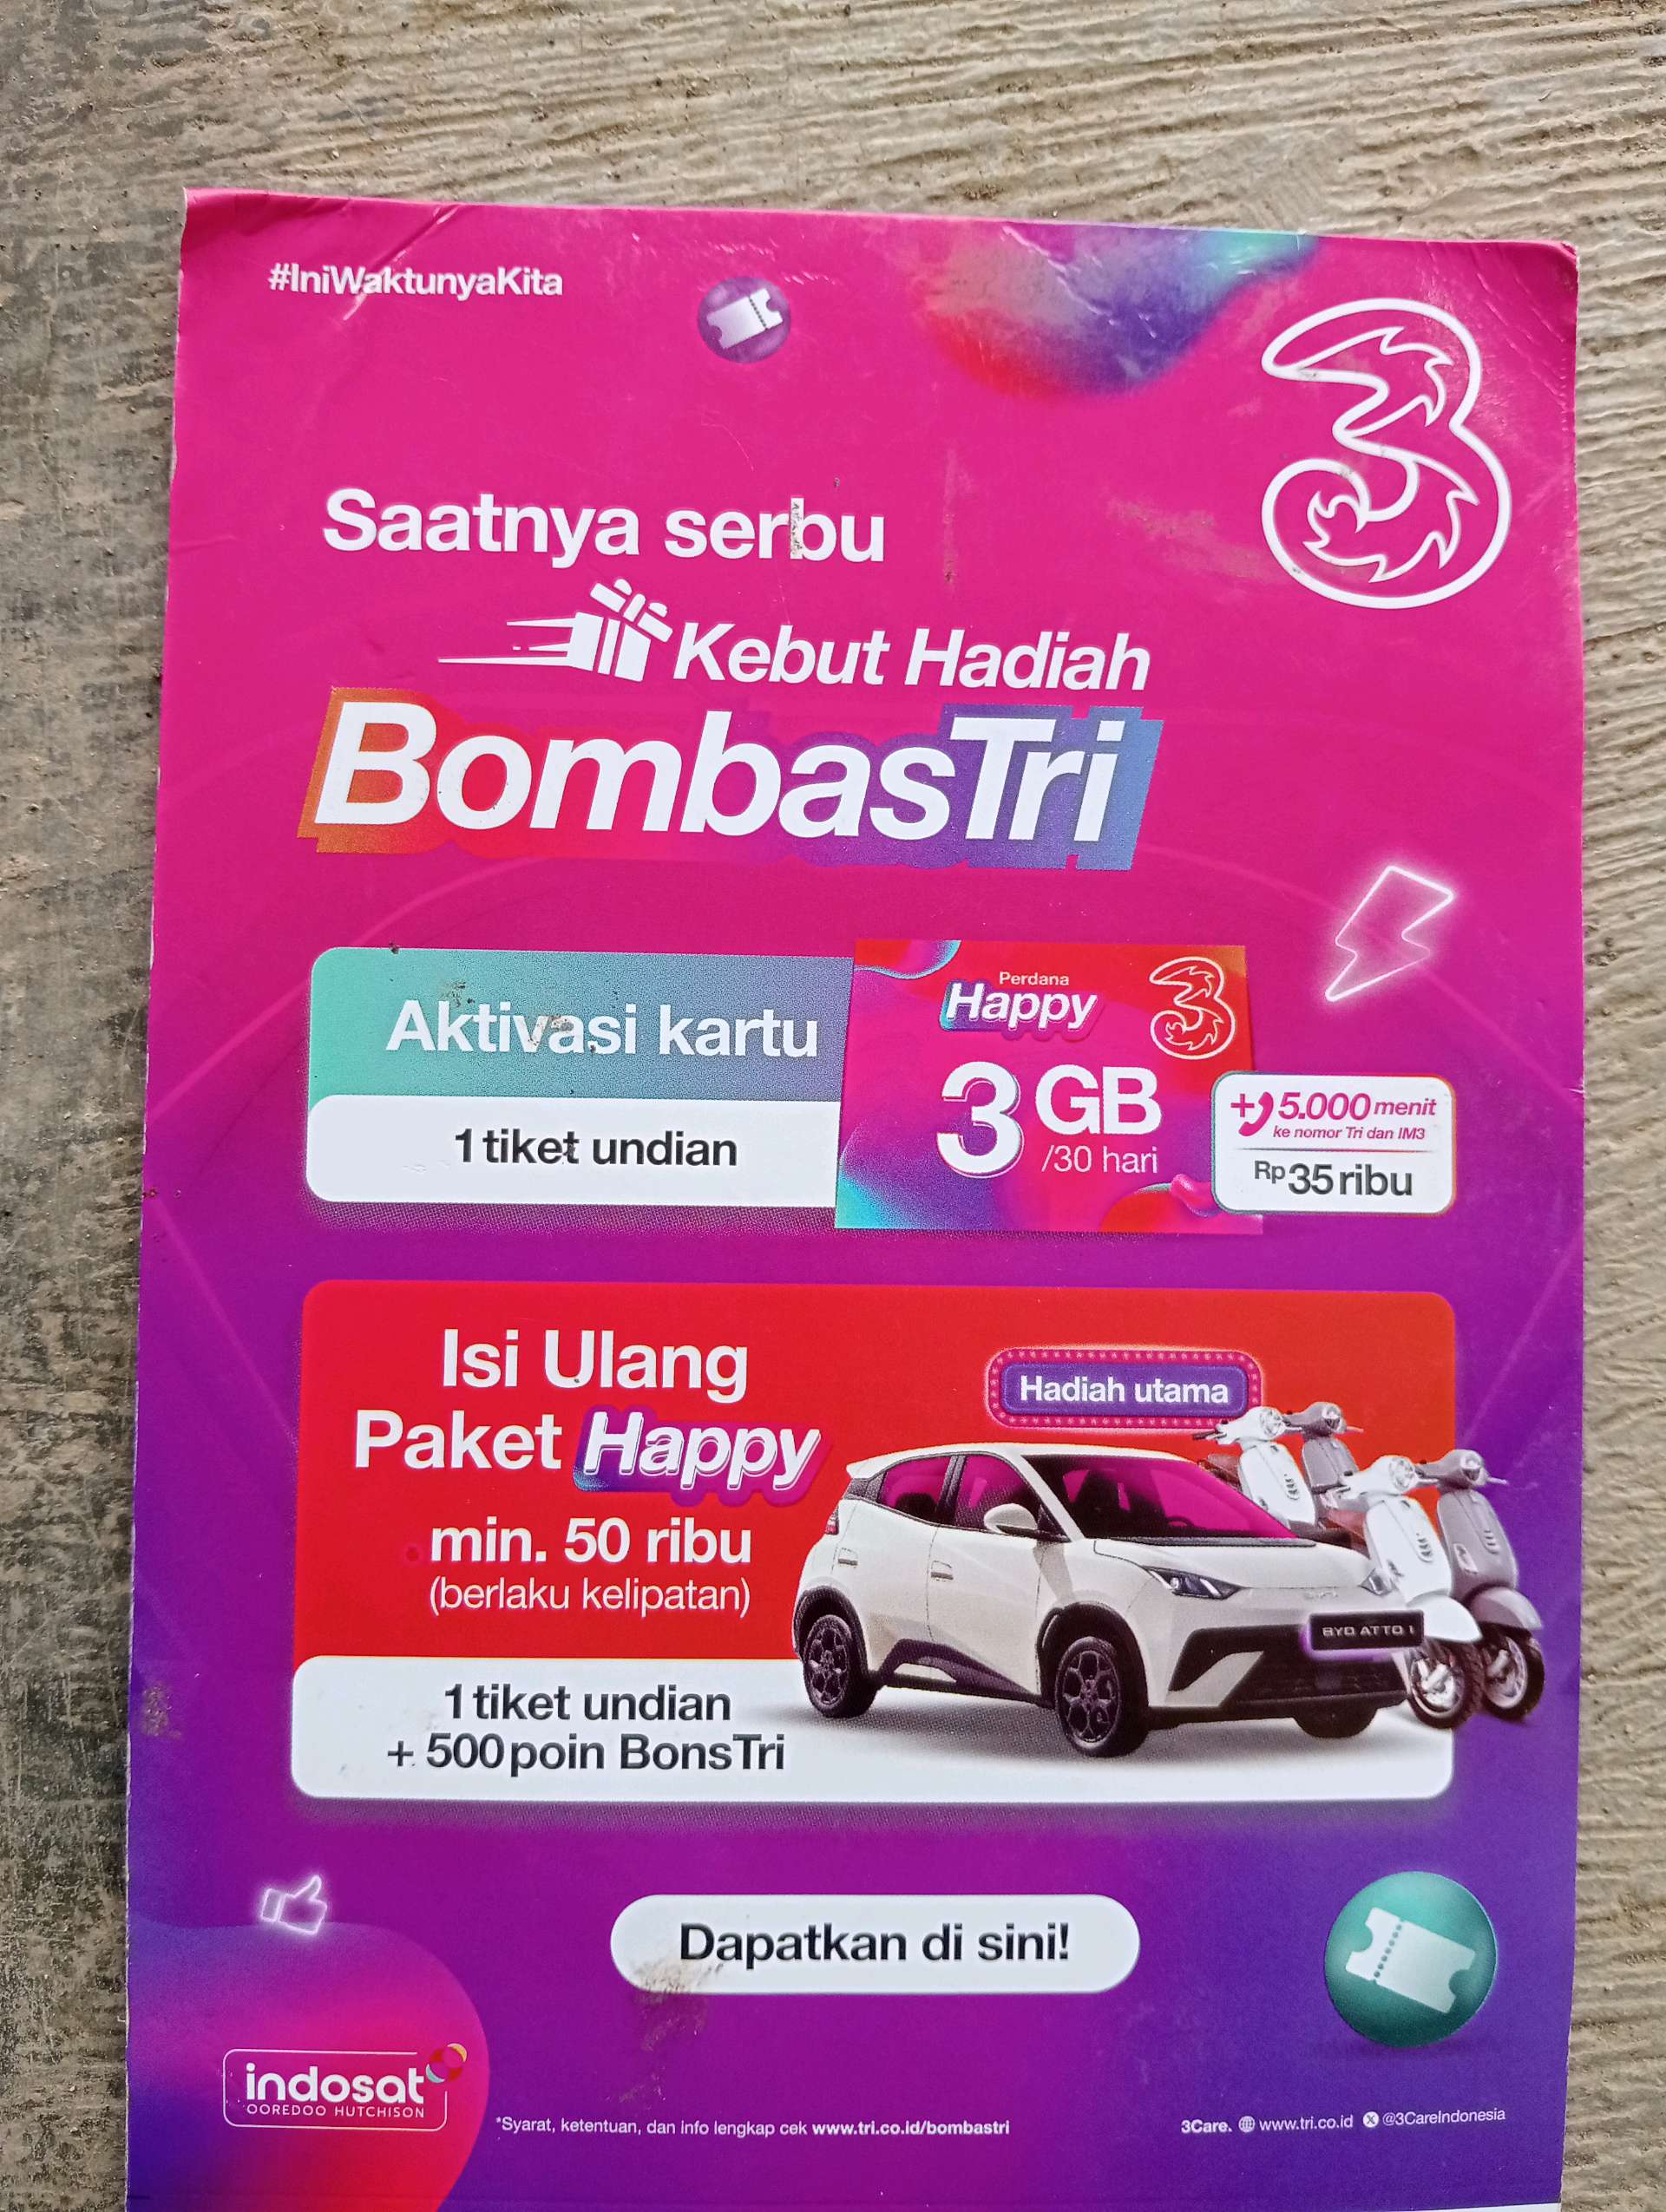 #IniWaktunyaKita
3
Saatnya serbu
Kebut Hadiah
BombasTri
Aktivasi kartu
1 tiket undian
Perdana
Happy
3
3 GB
/30 hari
+ 5.000 menit
ke nomor Tri dan IM3
Rp35 ribu
Isi Ulang
Paket Happy
min. 50 ribu
(berlaku kelipatan)
1 tiket undian
+ 500 poin BonsTri
Hadiah utama
BYD ATTO 1
Dapatkan di sini!
indosat
OOREDOO HUTCHISON
*Syarat, ketentuan, dan info lengkap cek www.tri.co.id/bombastri
3Care. www.tri.co.id @3CareIndonesia